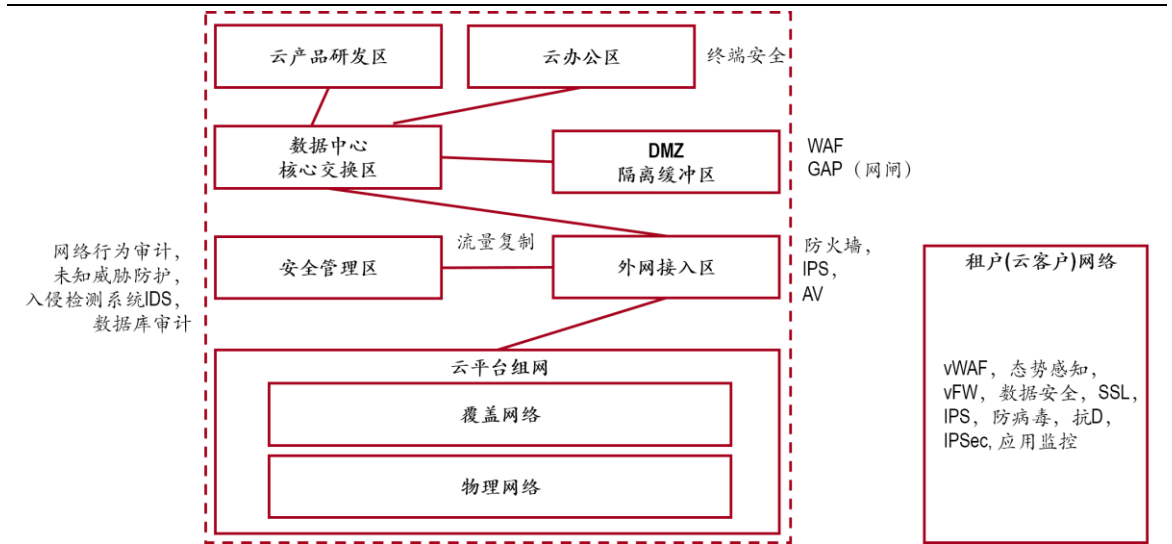 云产品研发区
云办公区
终端安全
数据中心
核心交换区
DMZ
隔离缓冲区
WAF
GAP（网闸）
网络行为审计，
未知威胁防护，
入侵检测系统IDS，
数据库审计
安全管理区
流量复制
外网接入区
防火墙，
IPS，
AV
云平台组网
覆盖网络
物理网络
租户(云客户)网络
vWAF，态势感知，
vFW，数据安全，SSL，
IPS，防病毒，抗D，
IPSec, 应用监控